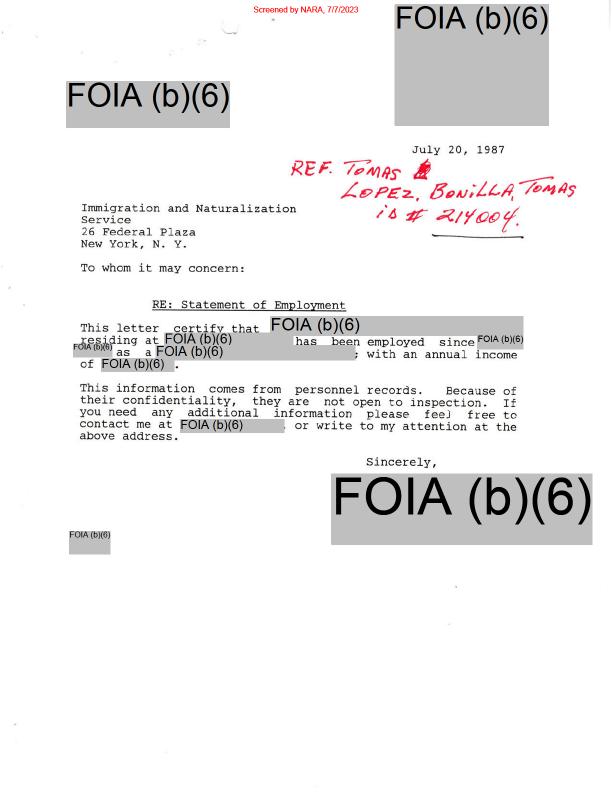 Screened by NARA, 7/7/2023
FOIA (b)(6)
FOIA (b)(6)
July 20, 1987
REF. TOMAS
LOPEZ, BONILLA, TOMAS
ID # 214004.
Immigration and Naturalization
Service
26 Federal Plaza
New York, N. Y.
To whom it may concern:
RE: Statement of Employment
This letter certify that FOIA (b)(6)
residing at FOIA (b)(6) has been employed since FOIA (b)(6)
FOIA (b)(6) as a FOIA (b)(6) ; with an annual income
of FOIA (b)(6) .
This information comes from personnel records. Because of
their confidentiality, they are not open to inspection. If
you need any additional information please feel free to
contact me at FOIA (b)(6) , or write to my attention at the
above address.
Sincerely,
FOIA (b)(6)
FOIA (b)(6)